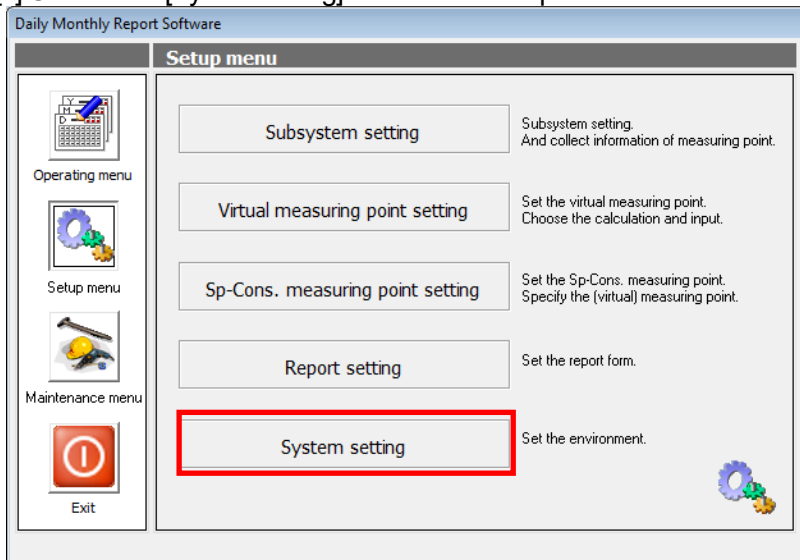 Daily Monthly Report Software
Setup menu
Operating menu
Setup menu
Maintenance menu
Exit
Subsystem setting
Subsystem setting.
And collect information of measuring point.
Virtual measuring point setting
Set the virtual measuring point.
Choose the calculation and input.
Sp-Cons. measuring point setting
Set the Sp-Cons. measuring point.
Specify the (virtual) measuring point.
Report setting
Set the report form.
System setting
Set the environment.